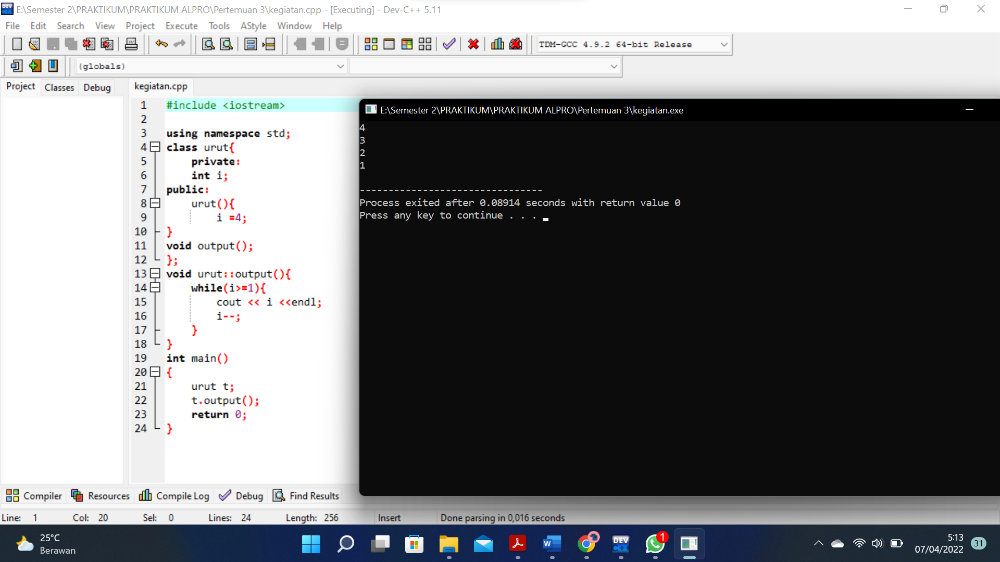 E:\Semester 2\PRAKTIKUM\PRAKTIKUM ALPRO\Pertemuan 3\kegiatan.cpp - [Executing] - Dev-C++ 5.11
File Edit Search View Project Execute Tools AStyle Window Help
TDM-GCC 4.9.2 64-bit Release
(globals)
Project Classes Debug
kegiatan.cpp
1 #include <iostream>
2
3 using namespace std;
4 class urut{
5 private:
6 int i;
7 public:
8 urut(){
9 i =4;
10 }
11 void output();
12 };
13 void urut::output(){
14 while(i>=1){
15 cout << i <<endl;
16 i--;
17 }
18 }
19 int main()
20 {
21 urut t;
22 t.output();
23 return 0;
24 }
E:\Semester 2\PRAKTIKUM\PRAKTIKUM ALPRO\Pertemuan 3\kegiatan.exe
4
3
2
1
--------------------------------
Process exited after 0.08914 seconds with return value 0
Press any key to continue . . .
Compiler Resources Compile Log Debug Find Results
Line: 1 Col: 20 Sel: 0 Lines: 24 Length: 256 Insert Done parsing in 0,016 seconds
25°C
Berawan
DEV
C++
W
1
5:13
07/04/2022
31